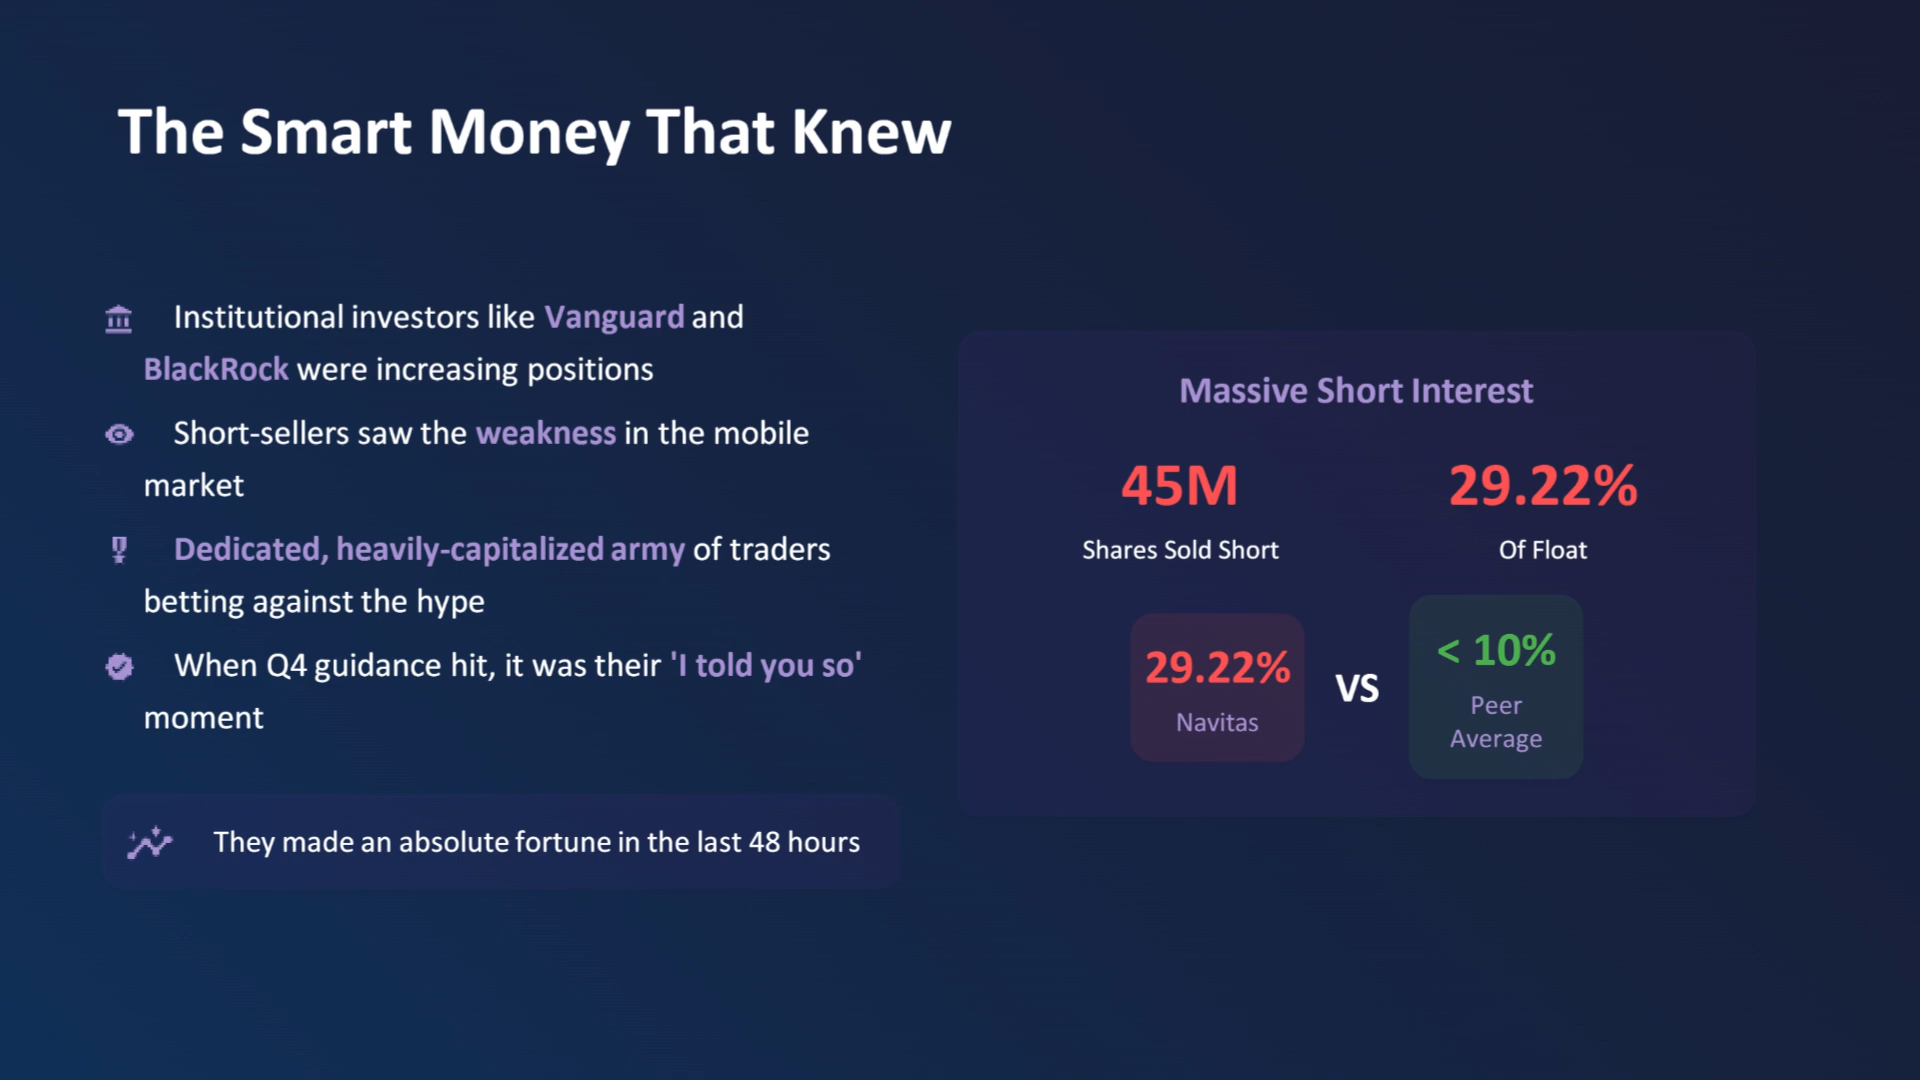 The Smart Money That Knew
Institutional investors like Vanguard and
BlackRock were increasing positions
Short-sellers saw the weakness in the mobile
market
Dedicated, heavily-capitalized army of traders
betting against the hype
When Q4 guidance hit, it was their 'I told you so'
moment
They made an absolute fortune in the last 48 hours
Massive Short Interest
45M
Shares Sold Short
29.22%
Of Float
29.22%
Navitas
VS
< 10%
Peer
Average